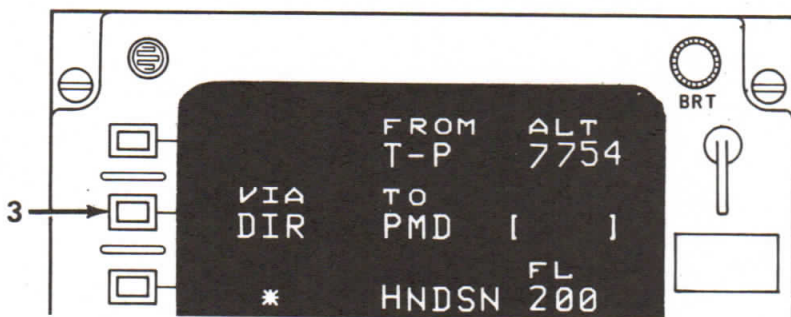 BRT
FROM ALT
T-P 7754
3
VIA TO
DIR PMD [ ]
FL
* HNDSN 200